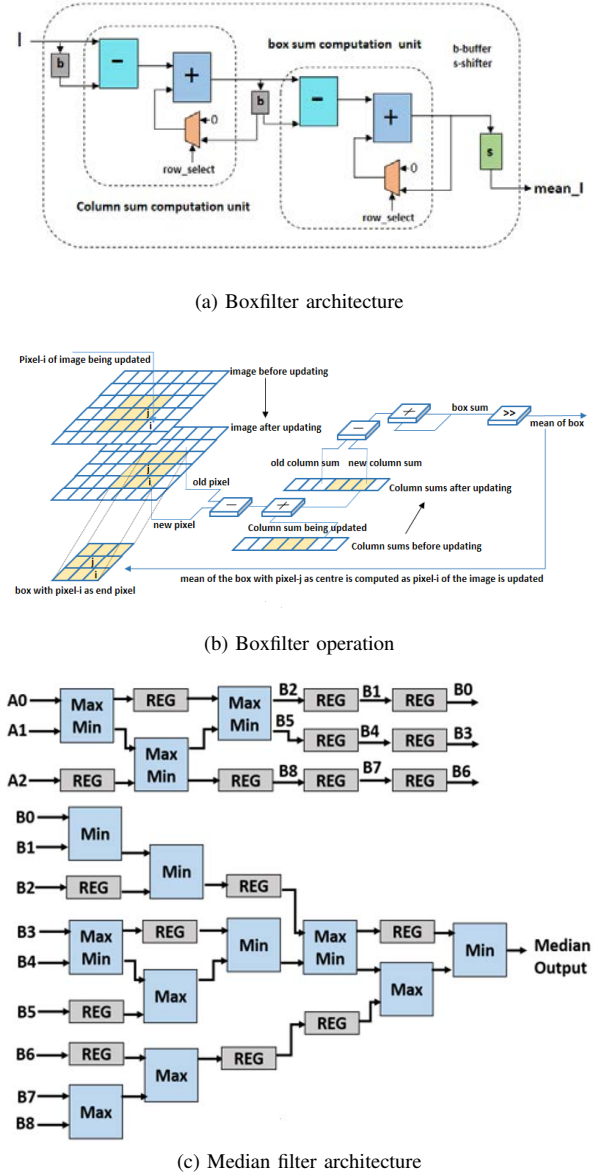 I
box sum computation unit
b-buffer
s-shifter
b
-
+
0
b
-
+
row_select
0
s
Column sum computation unit
row_select
mean_I
(a) Boxfilter architecture
Pixel-i of image being updated
image before updating
j
i
image after updating
j
i
box sum
>>
mean of box
old pixel
old column sum
new column sum
Column sums after updating
new pixel
Column sum being updated
Column sums before updating
j
i
mean of the box with pixel-j as centre is computed as pixel-i of the image is updated
box with pixel-i as end pixel
(b) Boxfilter operation
A0
Max
Min
REG
Max
Min
B2
REG
B1
REG
B0
A1
B5
REG
B4
REG
B3
Max
Min
A2
REG
REG
B8
REG
B7
REG
B6
B0
B1
Min
Min
B2
REG
REG
B3
B4
Max
Min
REG
Min
Max
Min
REG
Min
Median
Output
Max
Max
B5
REG
REG
B6
REG
Max
REG
B7
B8
Max
(c) Median filter architecture